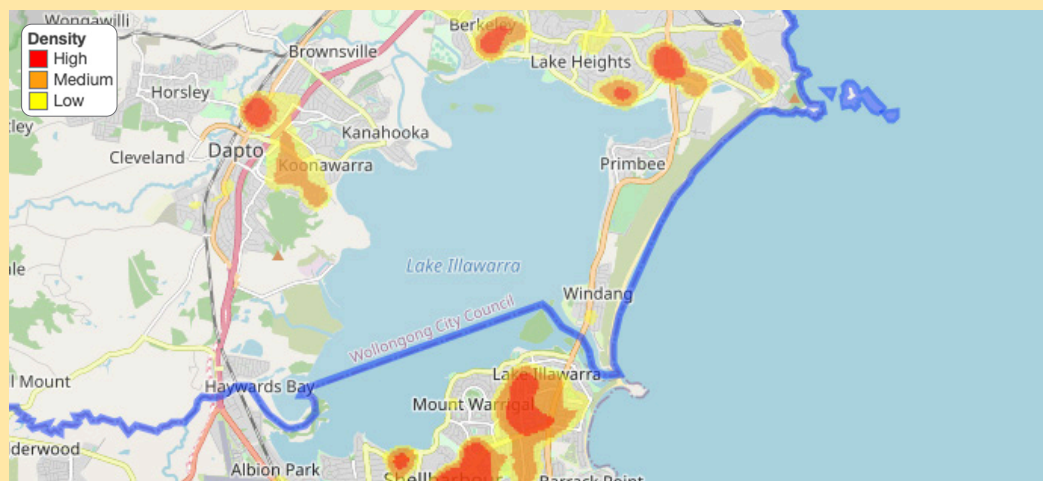 Wongawilli
Berkeley
Density
High
Medium
Low
Brownsville
Lake Heights
Horsley
Kanahooka
Cleveland
Dapto
Koonawarra
Primbee
Lake Illawarra
Windang
Wollongong City Council
Lake Illawarra
Haywards Bay
Mount Warrigal
Albion Park
Barrack Point